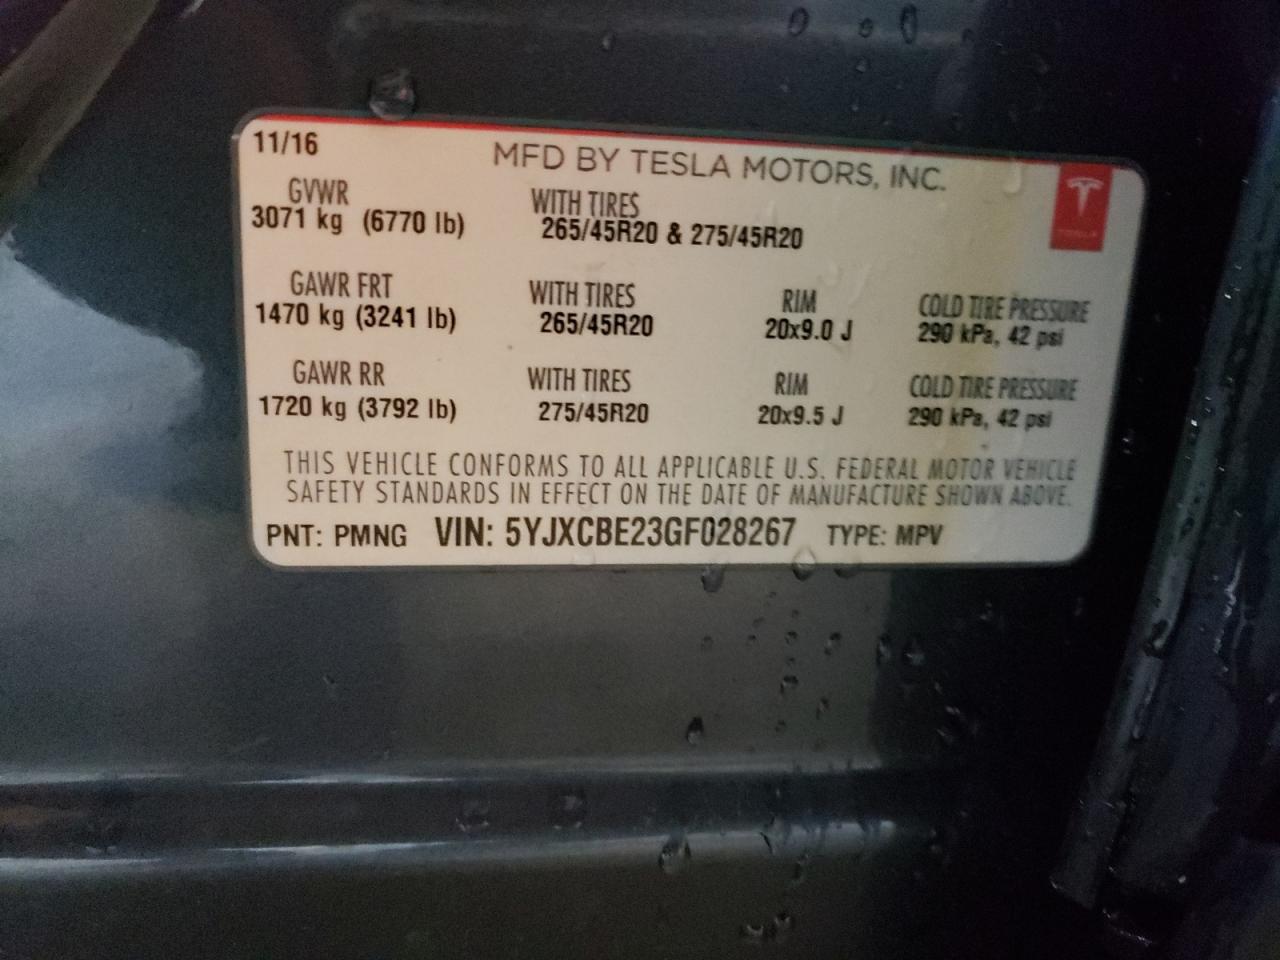 11/16 MFD BY TESLA MOTORS, INC.
GVWR WITH TIRES
3071 kg (6770 lb) 265/45R20 & 275/45R20
GAWR FRT WITH TIRES RIM COLD TIRE PRESSURE
1470 kg (3241 lb) 265/45R20 20x9.0 J 290 kPa, 42 psi
GAWR RR WITH TIRES RIM COLD TIRE PRESSURE
1720 kg (3792 lb) 275/45R20 20x9.5 J 290 kPa, 42 psi
THIS VEHICLE CONFORMS TO ALL APPLICABLE U.S. FEDERAL MOTOR VEHICLE
SAFETY STANDARDS IN EFFECT ON THE DATE OF MANUFACTURE SHOWN ABOVE.
PNT: PMNG VIN: 5YJXCBE23GF028267 TYPE: MPV